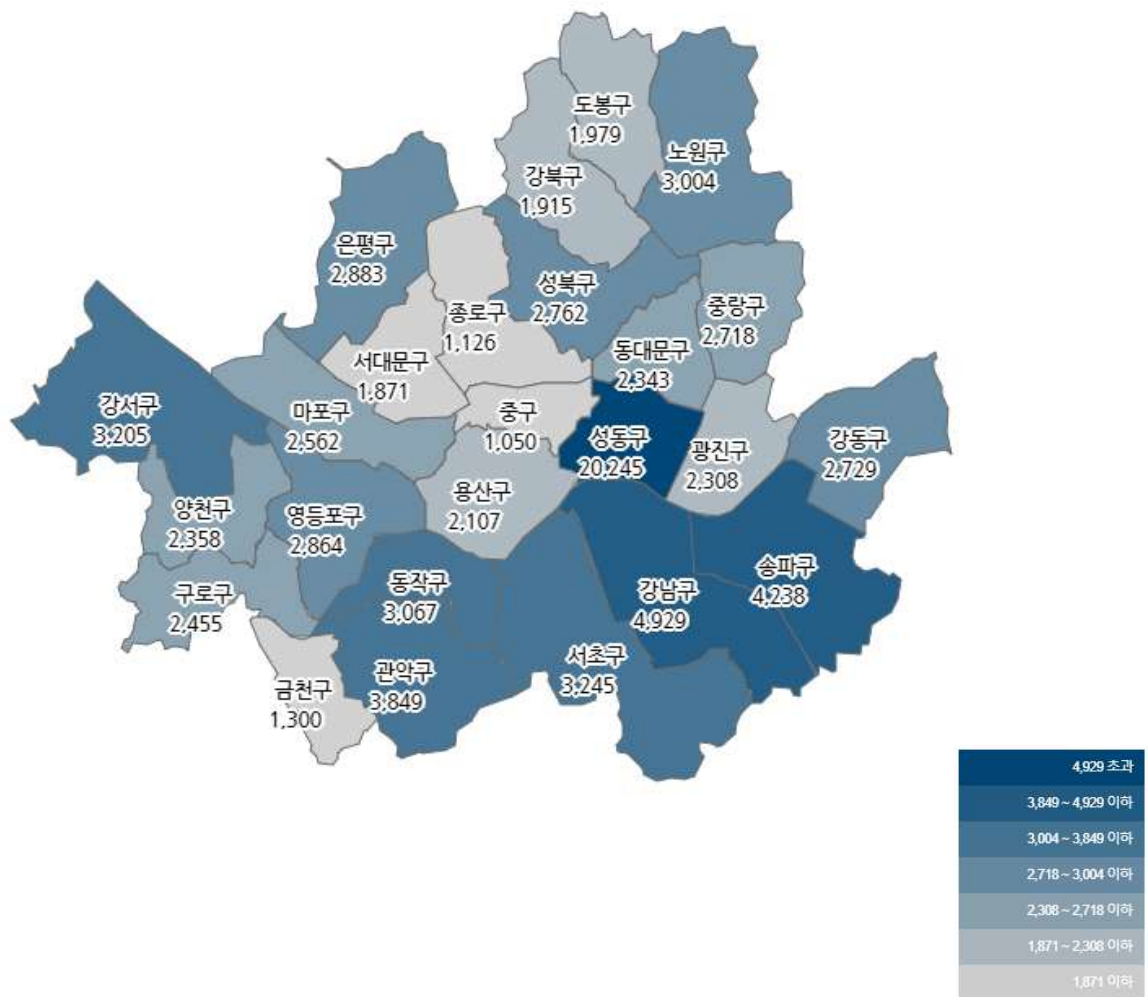 도봉구
1,979
노원구
3,004
강북구
1,915
은평구
2,883
성북구
2,762
종로구
1,126
중랑구
2,718
동대문구
2,343
서대문구
1,871
강서구
3,205
마포구
2,562
중구
1,050
성동구
20,245
광진구
2,308
강동구
2,729
용산구
2,107
양천구
2,358
영등포구
2,864
구로구
2,455
동작구
3,067
강남구
4,929
송파구
4,238
서초구
3,245
관악구
3,849
금천구
1,300
4,929 초과
3,849 ~ 4,929 이하
3,004 ~ 3,849 이하
2,718 ~ 3,004 이하
2,308 ~ 2,718 이하
1,871 ~ 2,308 이하
1,871 이하